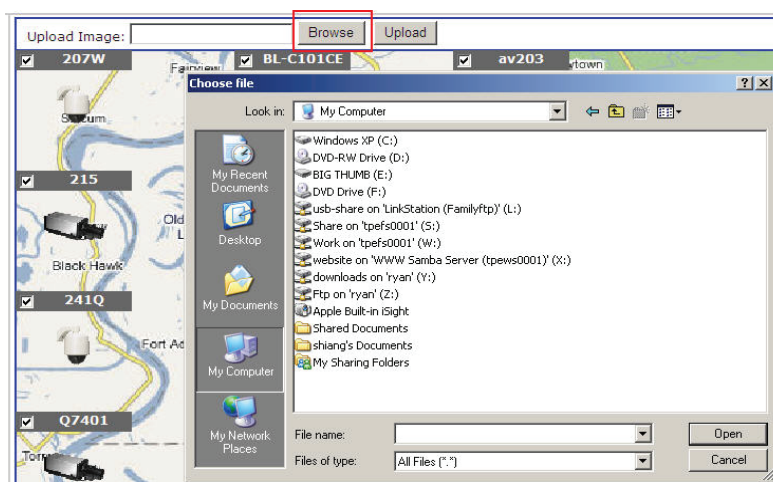 Upload Image:
Browse
Upload
207W
BL-C101CE
av203
Choose file
Look in:
My Computer
My Recent
Documents
Desktop
My Documents
My Computer
My Network
Places
Windows XP (C:)
DVD-RW Drive (D:)
BIG THUMB (E:)
DVD Drive (F:)
usb-share on 'LinkStation (Familyftp)' (L:)
Share on 'tpefs0001' (S:)
Work on 'tpefs0001' (W:)
website on 'WWW Samba Server (tpews0001)' (X:)
downloads on 'ryan' (Y:)
Ftp on 'ryan' (Z:)
Apple Built-in iSight
Shared Documents
shiang's Documents
My Sharing Folders
File name:
Open
Files of type:
All Files (*.*)
Cancel
215
Old
Black Hawk
241Q
Fort
Q7401